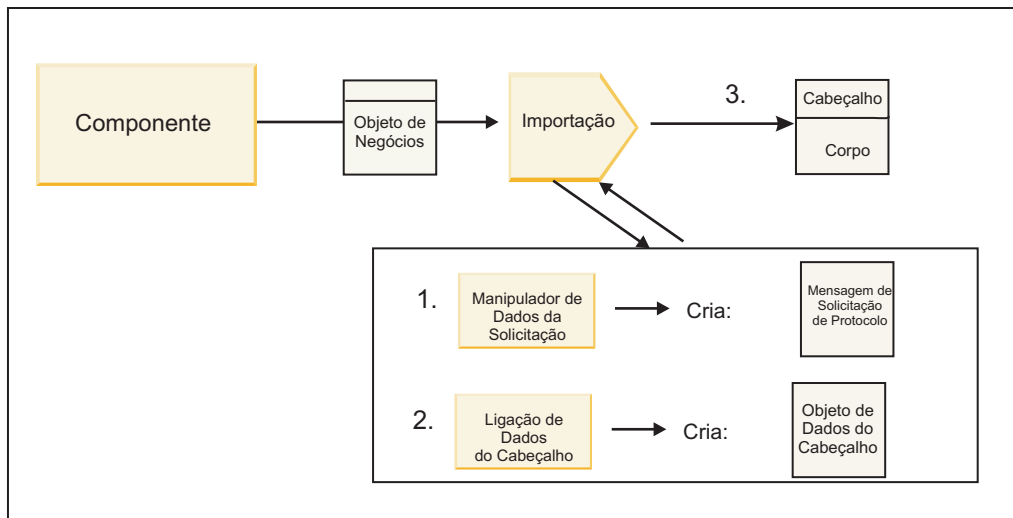 Componente
Objeto de
Negócios
Importação
3.
Cabeçalho
Corpo
1.
Manipulador de
Dados da
Solicitação
Cria:
Mensagem de
Solicitação
de Protocolo
2.
Ligação de
Dados
do Cabeçalho
Cria:
Objeto de
Dados do
Cabeçalho